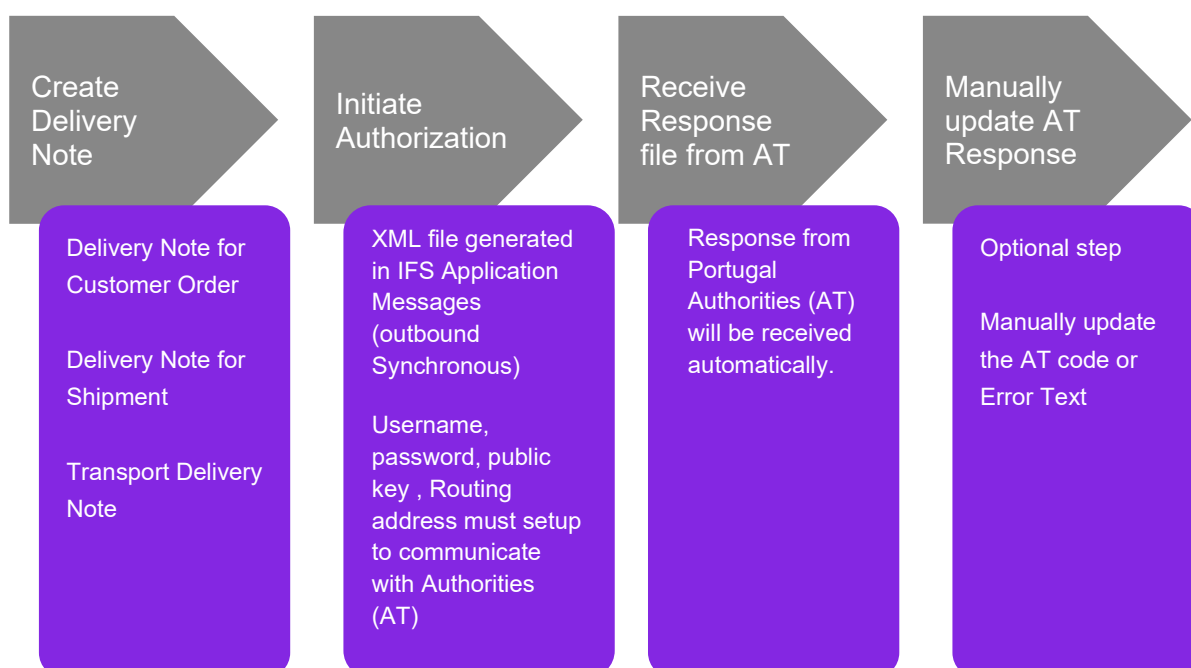 Create
Delivery
Note
Delivery Note for
Customer Order
Delivery Note for
Shipment
Transport Delivery
Note
Initiate
Authorization
XML file generated
in IFS Application
Messages
(outbound
Synchronous)
Username,
password, public
key , Routing
address must setup
to communicate
with Authorities
(AT)
Receive
Response
file from AT
Response from
Portugal
Authorities (AT)
will be received
automatically.
Manually
update AT
Response
Optional step
Manually update
the AT code or
Error Text